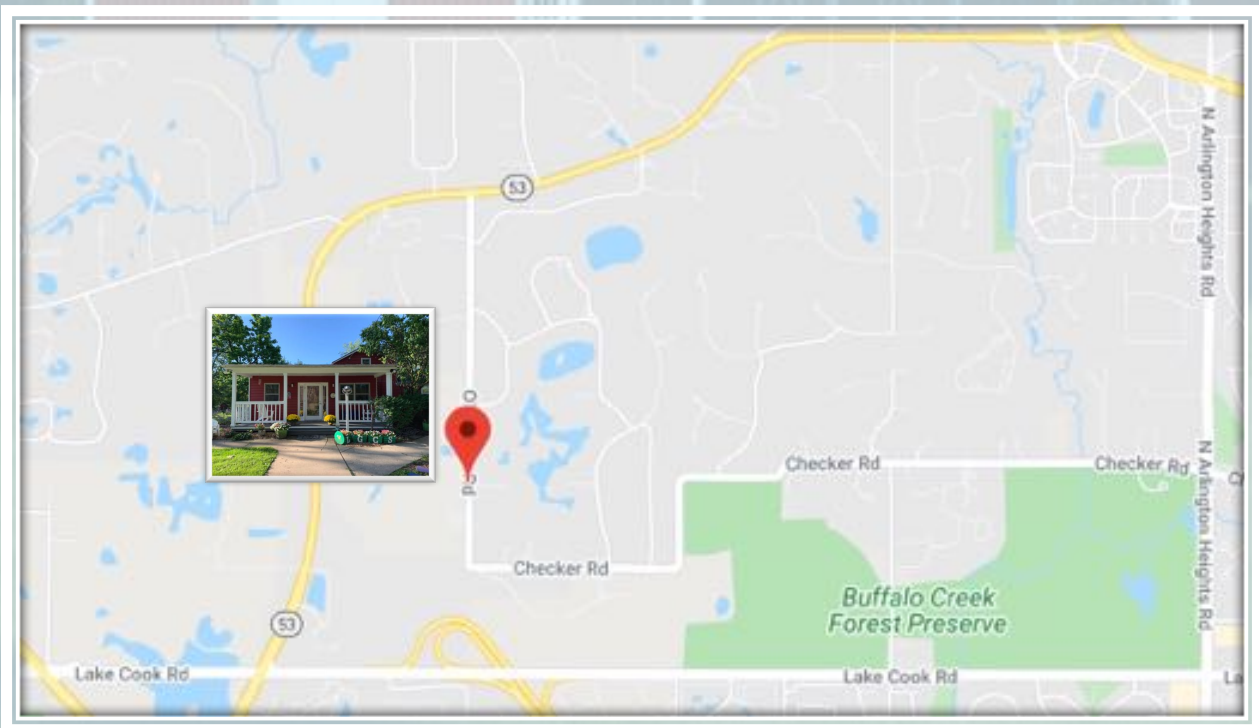 53
N Arlington Heights Rd
Checker Rd
Checker Rd
N Arlington Heights Rd
Checker Rd
Buffalo Creek
Forest Preserve
53
Lake Cook Rd
Lake Cook Rd